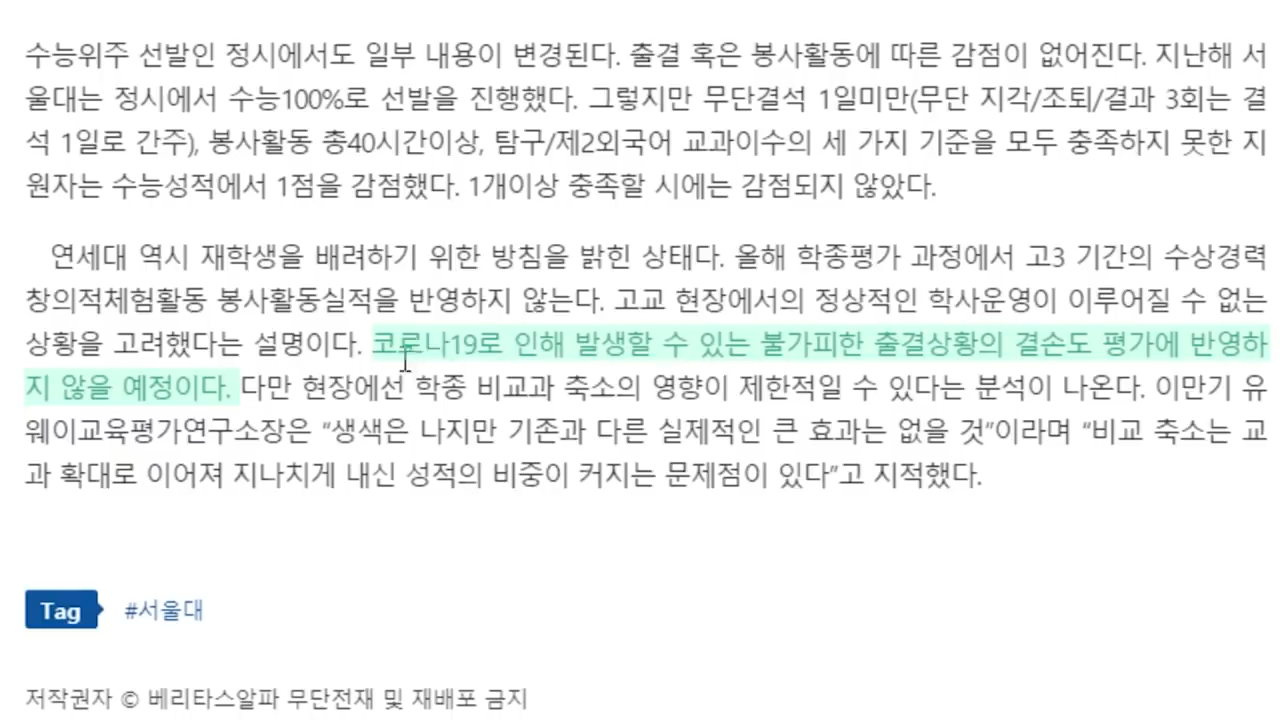 수능위주 선발인 정시에서도 일부 내용이 변경된다. 출결 혹은 봉사활동에 따른 감점이 없어진다. 지난해 서
울대는 정시에서 수능100%로 선발을 진행했다. 그렇지만 무단결석 1일미만(무단 지각/조퇴/결과 3회는 결
석 1일로 간주), 봉사활동 총40시간이상, 탐구/제2외국어 교과이수의 세 가지 기준을 모두 충족하지 못한 지
원자는 수능성적에서 1점을 감점했다. 1개이상 충족할 시에는 감점되지 않았다.
연세대 역시 재학생을 배려하기 위한 방침을 밝힌 상태다. 올해 학종평가 과정에서 고3 기간의 수상경력
창의적체험활동 봉사활동실적을 반영하지 않는다. 고교 현장에서의 정상적인 학사운영이 이루어질 수 없는
상황을 고려했다는 설명이다. 코로나19로 인해 발생할 수 있는 불가피한 출결상황의 결손도 평가에 반영하
지 않을 예정이다. 다만 현장에선 학종 비교과 축소의 영향이 제한적일 수 있다는 분석이 나온다. 이만기 유
웨이교육평가연구소장은 “생색은 나지만 기존과 다른 실제적인 큰 효과는 없을 것”이라며 “비교 축소는 교
과 확대로 이어져 지나치게 내신 성적의 비중이 커지는 문제점이 있다”고 지적했다.
Tag #서울대
저작권자 © 베리타스알파 무단전재 및 재배포 금지